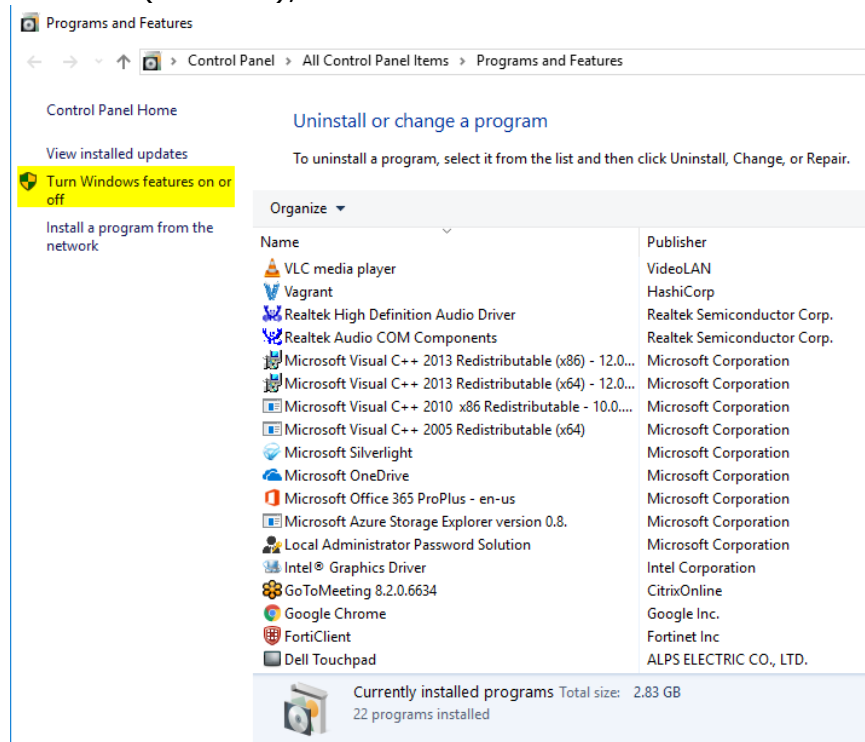 Programs and Features
Control Panel > All Control Panel Items > Programs and Features
Control Panel Home
View installed updates
Turn Windows features on or
off
Install a program from the
network
Uninstall or change a program
To uninstall a program, select it from the list and then click Uninstall, Change, or Repair.
Organize
Name Publisher
VLC media player VideoLAN
Vagrant HashiCorp
Realtek High Definition Audio Driver Realtek Semiconductor Corp.
Realtek Audio COM Components Realtek Semiconductor Corp.
Microsoft Visual C++ 2013 Redistributable (x86) - 12.0... Microsoft Corporation
Microsoft Visual C++ 2013 Redistributable (x64) - 12.0... Microsoft Corporation
Microsoft Visual C++ 2010 x86 Redistributable - 10.0.... Microsoft Corporation
Microsoft Visual C++ 2005 Redistributable (x64) Microsoft Corporation
Microsoft Silverlight Microsoft Corporation
Microsoft OneDrive Microsoft Corporation
Microsoft Office 365 ProPlus - en-us Microsoft Corporation
Microsoft Azure Storage Explorer version 0.8. Microsoft Corporation
Local Administrator Password Solution Microsoft Corporation
Intel® Graphics Driver Intel Corporation
GoToMeeting 8.2.0.6634 CitrixOnline
Google Chrome Google Inc.
FortiClient Fortinet Inc
Dell Touchpad ALPS ELECTRIC CO., LTD.
Currently installed programs Total size: 2.83 GB
22 programs installed